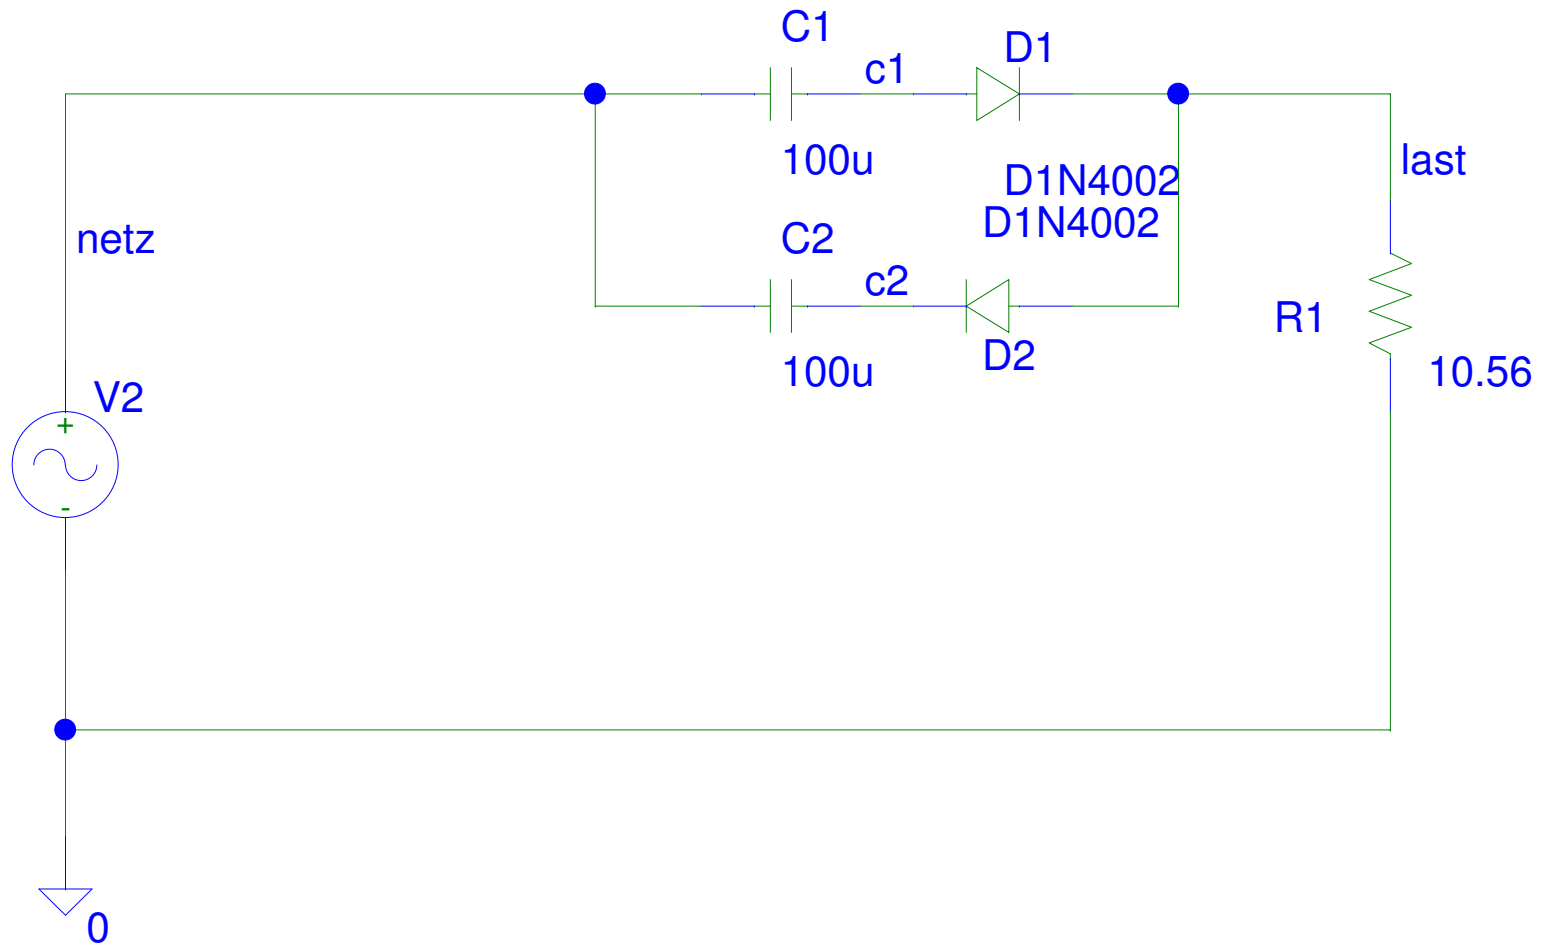 C1
D1
c1
100u
last
D1N4002
D1N4002
netz
C2
c2
R1
D2
100u
10.56
V2
+
-
0